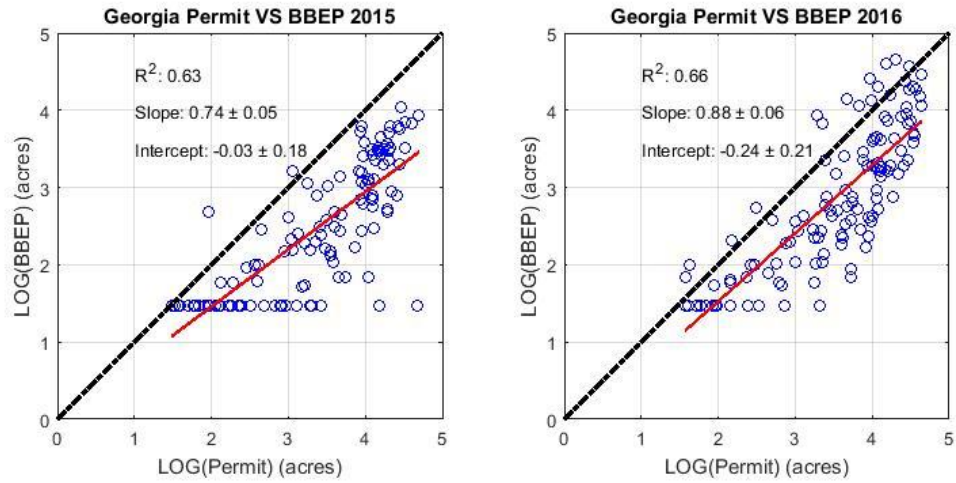 Georgia Permit VS BBEP 2015
R²: 0.63
Slope: 0.74 ± 0.05
Intercept: -0.03 ± 0.18
LOG(BBEP) (acres)
5
4
3
2
1
0
0 1 2 3 4 5
LOG(Permit) (acres)
Georgia Permit VS BBEP 2016
R²: 0.66
Slope: 0.88 ± 0.06
Intercept: -0.24 ± 0.21
LOG(BBEP) (acres)
5
4
3
2
1
0
0 1 2 3 4 5
LOG(Permit) (acres)